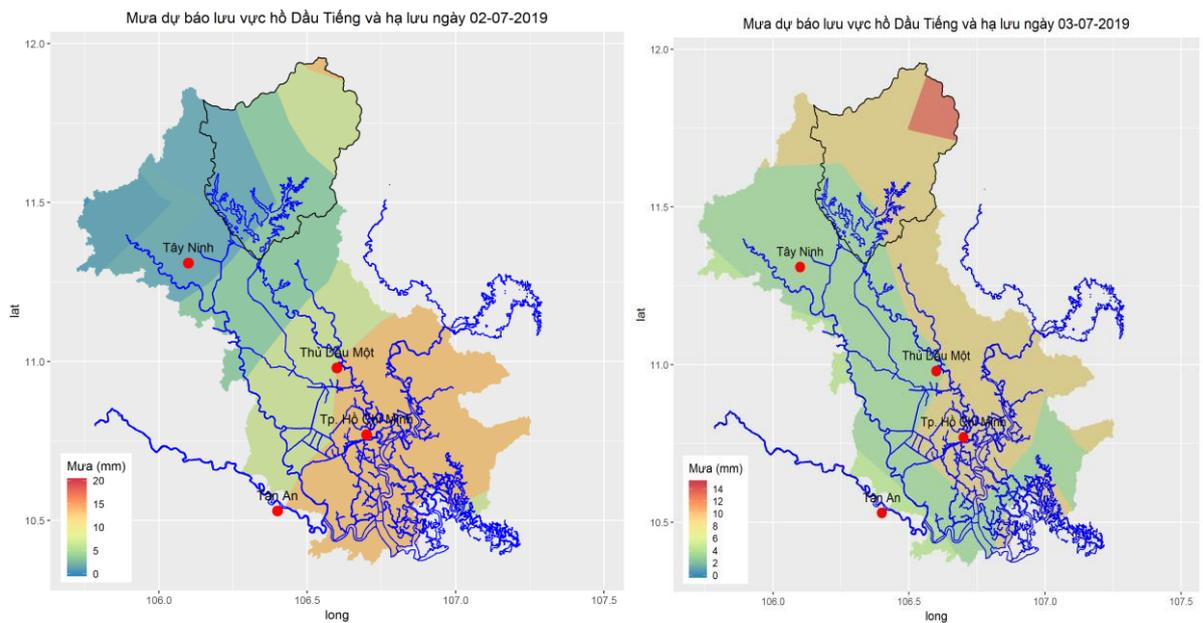 Mưa dự báo lưu vực hồ Dầu Tiếng và hạ lưu ngày 02-07-2019
12.0
11.5
11.0
10.5
lat
Tây Ninh
Thủ Dầu Một
Tp. Hồ Chí Minh
Tân An
Mưa (mm)
20
15
10
5
0
106.0
106.5
107.0
107.5
long
Mưa dự báo lưu vực hồ Dầu Tiếng và hạ lưu ngày 03-07-2019
12.0
11.5
11.0
10.5
lat
Tây Ninh
Thủ Dầu Một
Tp. Hồ Chí Minh
Tân An
Mưa (mm)
14
12
10
8
6
4
2
0
106.0
106.5
107.0
107.5
long